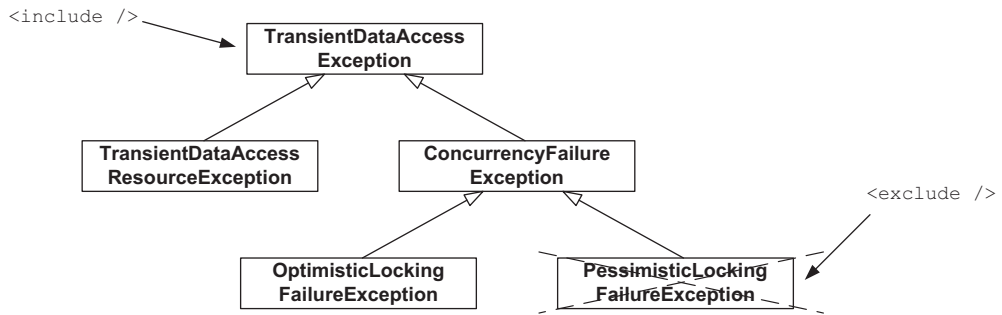 <include />
TransientDataAccess
Exception
TransientDataAccess
ResourceException
ConcurrencyFailure
Exception
<exclude />
OptimisticLocking
FailureException
PessimisticLocking
FailureException